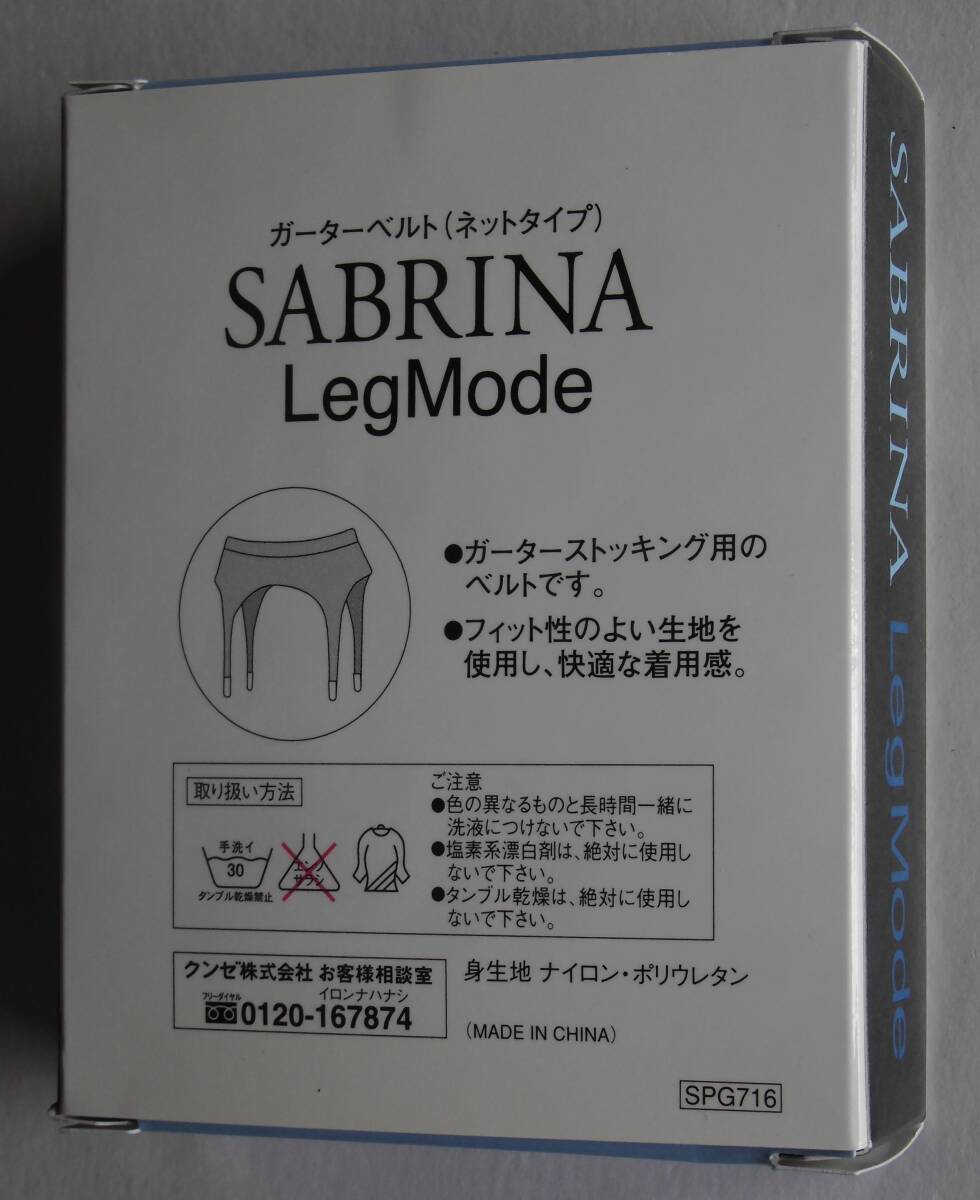 ガーターベルト(ネットタイプ)
SABRINA
LegMode
●ガーターストッキング用の
ベルトです。
●フィット性のよい生地を
使用し、快適な着用感。
取り扱い方法
手洗イ
30
タンブル乾燥禁止
エンソ
サラシ
ご注意
●色の異なるものと長時間一緒に
洗液につけないで下さい。
●塩素系漂白剤は、絶対に使用し
ないで下さい。
●タンブル乾燥は、絶対に使用し
ないで下さい。
クンゼ株式会社 お客様相談室
イロンナハナシ
フリーダイヤル
0120-167874
身生地 ナイロン・ポリウレタン
(MADE IN CHINA)
SPG716
SABRINA LegMode